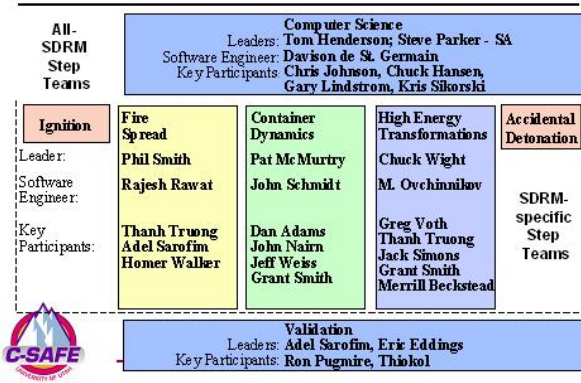 All-
SDRM
Step
Teams
Computer Science
Leaders: Tom Henderson; Steve Parker - SA
Software Engineer: Davison de St. Germain
Key Participants: Chris Johnson, Chuck Hansen,
Gary Lindstrom, Kris Sikorski
Ignition
Fire
Spread
Container
Dynamics
High Energy
Transformations
Accidental
Detonation
Leader:
Phil Smith
Pat McMurtry
Chuck Wight
Software
Engineer:
Rajesh Rawat
John Schmidt
M. Ovchinnikov
Key
Participants:
Thanh Truong
Adel Sarofim
Homer Walker
Dan Adams
John Nairn
Jeff Weiss
Grant Smith
Greg Voth
Thanh Truong
Jack Simons
Grant Smith
Merrill Beckstead
SDRM-
specific
Step
Teams
C-SAFE
UNIVERSITY OF UTAH
Validation
Leaders: Adel Sarofim, Eric Eddings
Key Participants: Ron Pugmire, Thiokol